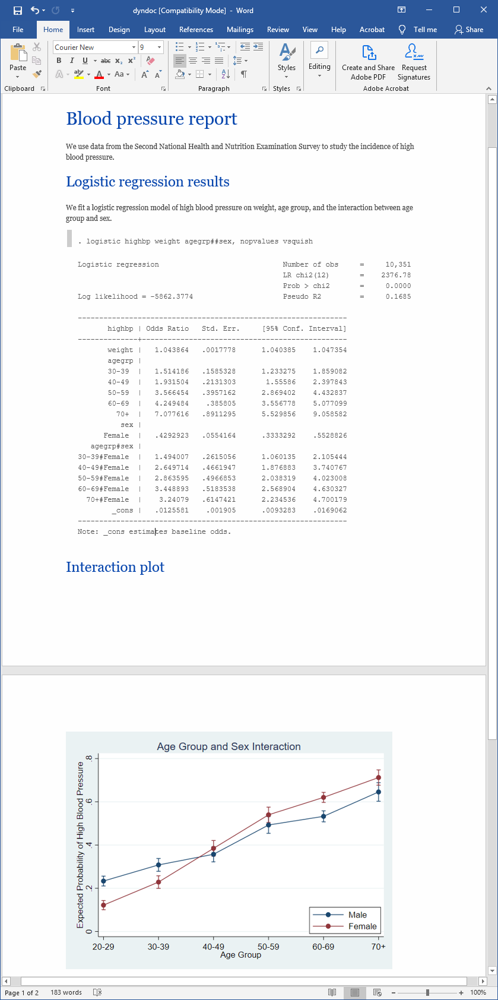 dyndoc [Compatibility Mode] - Word
File Home Insert Design Layout References Mailings Review View Help Acrobat Tell me Share
Courier New 9
Paste
B I U abc x₂ x²
A aby A Aa A A
Styles
Editing
Create and Share Adobe PDF
Request Signatures
Clipboard Font Paragraph Styles Adobe Acrobat
Blood pressure report
We use data from the Second National Health and Nutrition Examination Survey to study the incidence of high
blood pressure.
Logistic regression results
We fit a logistic regression model of high blood pressure on weight, age group, and the interaction between age
group and sex.
. logistic highbp weight agegrp##sex, nopvalues vsquish
Logistic regression Number of obs = 10,351
LR chi2(12) = 2376.78
Prob > chi2 = 0.0000
Log likelihood = -5862.3774 Pseudo R2 = 0.1685
---------------------------------------------------------------
highbp | Odds Ratio Std. Err. [95% Conf. Interval]
--------------+------------------------------------------------
weight | 1.043864 .0017778 1.040385 1.047354
agegrp |
30-39 | 1.514186 .1585328 1.233275 1.859082
40-49 | 1.931504 .2131303 1.55586 2.397843
50-59 | 3.566454 .3957162 2.869402 4.432837
60-69 | 4.249484 .385805 3.556778 5.077099
70+ | 7.077616 .8911295 5.529856 9.058582
sex |
Female | .4292923 .0554164 .3333292 .5528826
agegrp#sex |
30-39#Female | 1.494007 .2615056 1.060135 2.105444
40-49#Female | 2.649714 .4661947 1.876883 3.740767
50-59#Female | 2.863595 .4966853 2.038319 4.023008
60-69#Female | 3.448893 .5183538 2.568904 4.630327
70+#Female | 3.24079 .6147421 2.234536 4.700179
_cons | .0125581 .001905 .0093283 .0169062
---------------------------------------------------------------
Note: _cons estimates baseline odds.
Interaction plot
Age Group and Sex Interaction
Expected Probability of High Blood Pressure
.8
.6
.4
.2
0
Male
Female
20-29 30-39 40-49 50-59 60-69 70+
Age Group
Page 1 of 2 183 words 100%